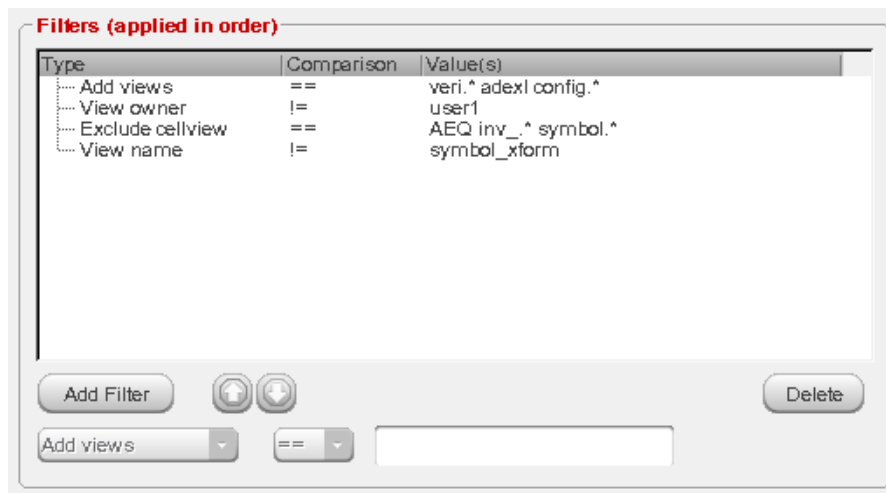 Filters (applied in order)
Type Comparison Value(s)
Add views == veri.* adexl config.*
View owner != user1
Exclude cellview == AEQ inv_.* symbol.*
View name != symbol_xform
Add Filter Delete
Add views ==